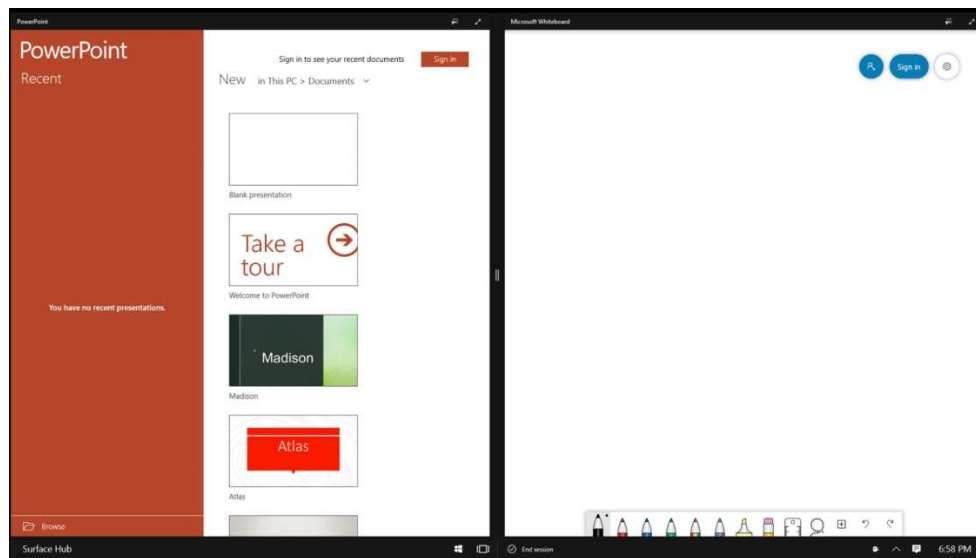 PowerPoint
Microsoft Whiteboard
PowerPoint
Recent
Sign in to see your recent documents
Sign in
New in This PC > Documents
Blank presentation
Take a
tour
Welcome to PowerPoint
Madison
Madison
Atlas
Atlas
You have no recent presentations.
Browse
Sign in
Surface Hub
End session
6:58 PM